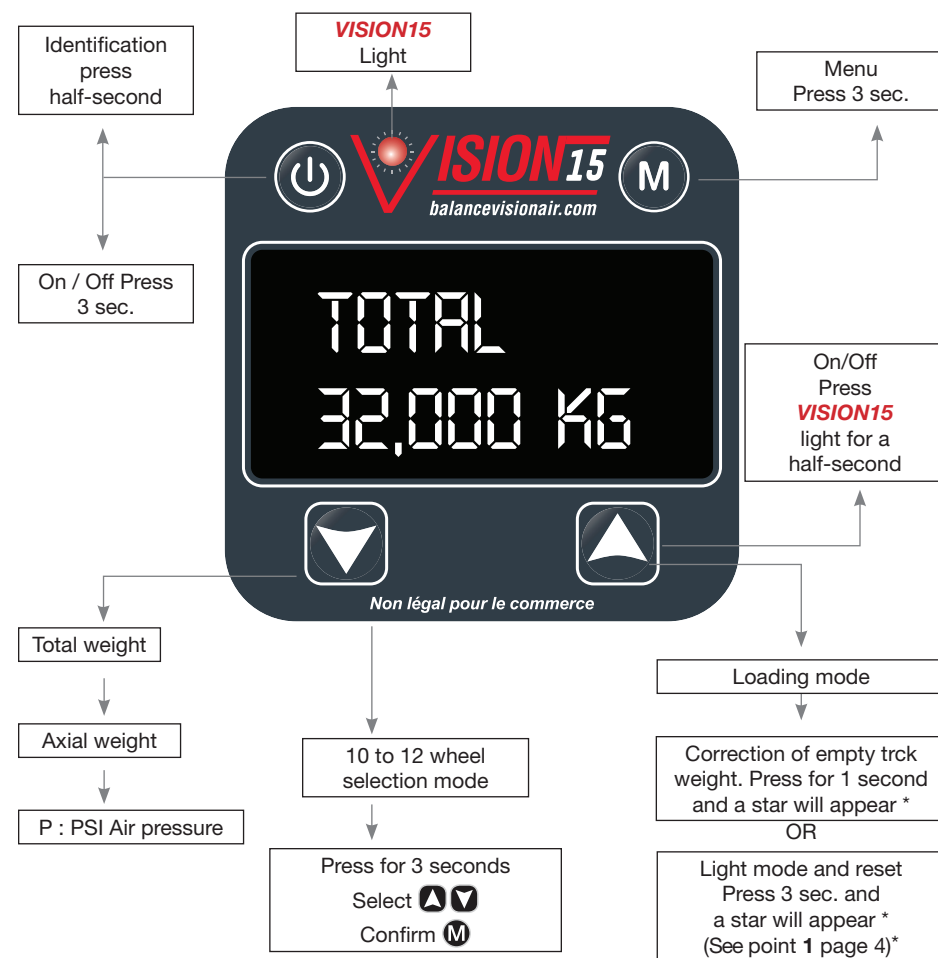 Identification
press
half-second
VISION15
Light
Menu
Press 3 sec.
VISION15
M
balancevisionair.com
On / Off Press
3 sec.
TOTAL
32,000 KG
On/Off
Press
VISION15
light for a
half-second
Non légal pour le commerce
Total weight
Axial weight
P : PSI Air pressure
10 to 12 wheel
selection mode
Press for 3 seconds
Select
Confirm M
Loading mode
Correction of empty trck
weight. Press for 1 second
and a star will appear *
OR
Light mode and reset
Press 3 sec. and
a star will appear *
(See point 1 page 4)*